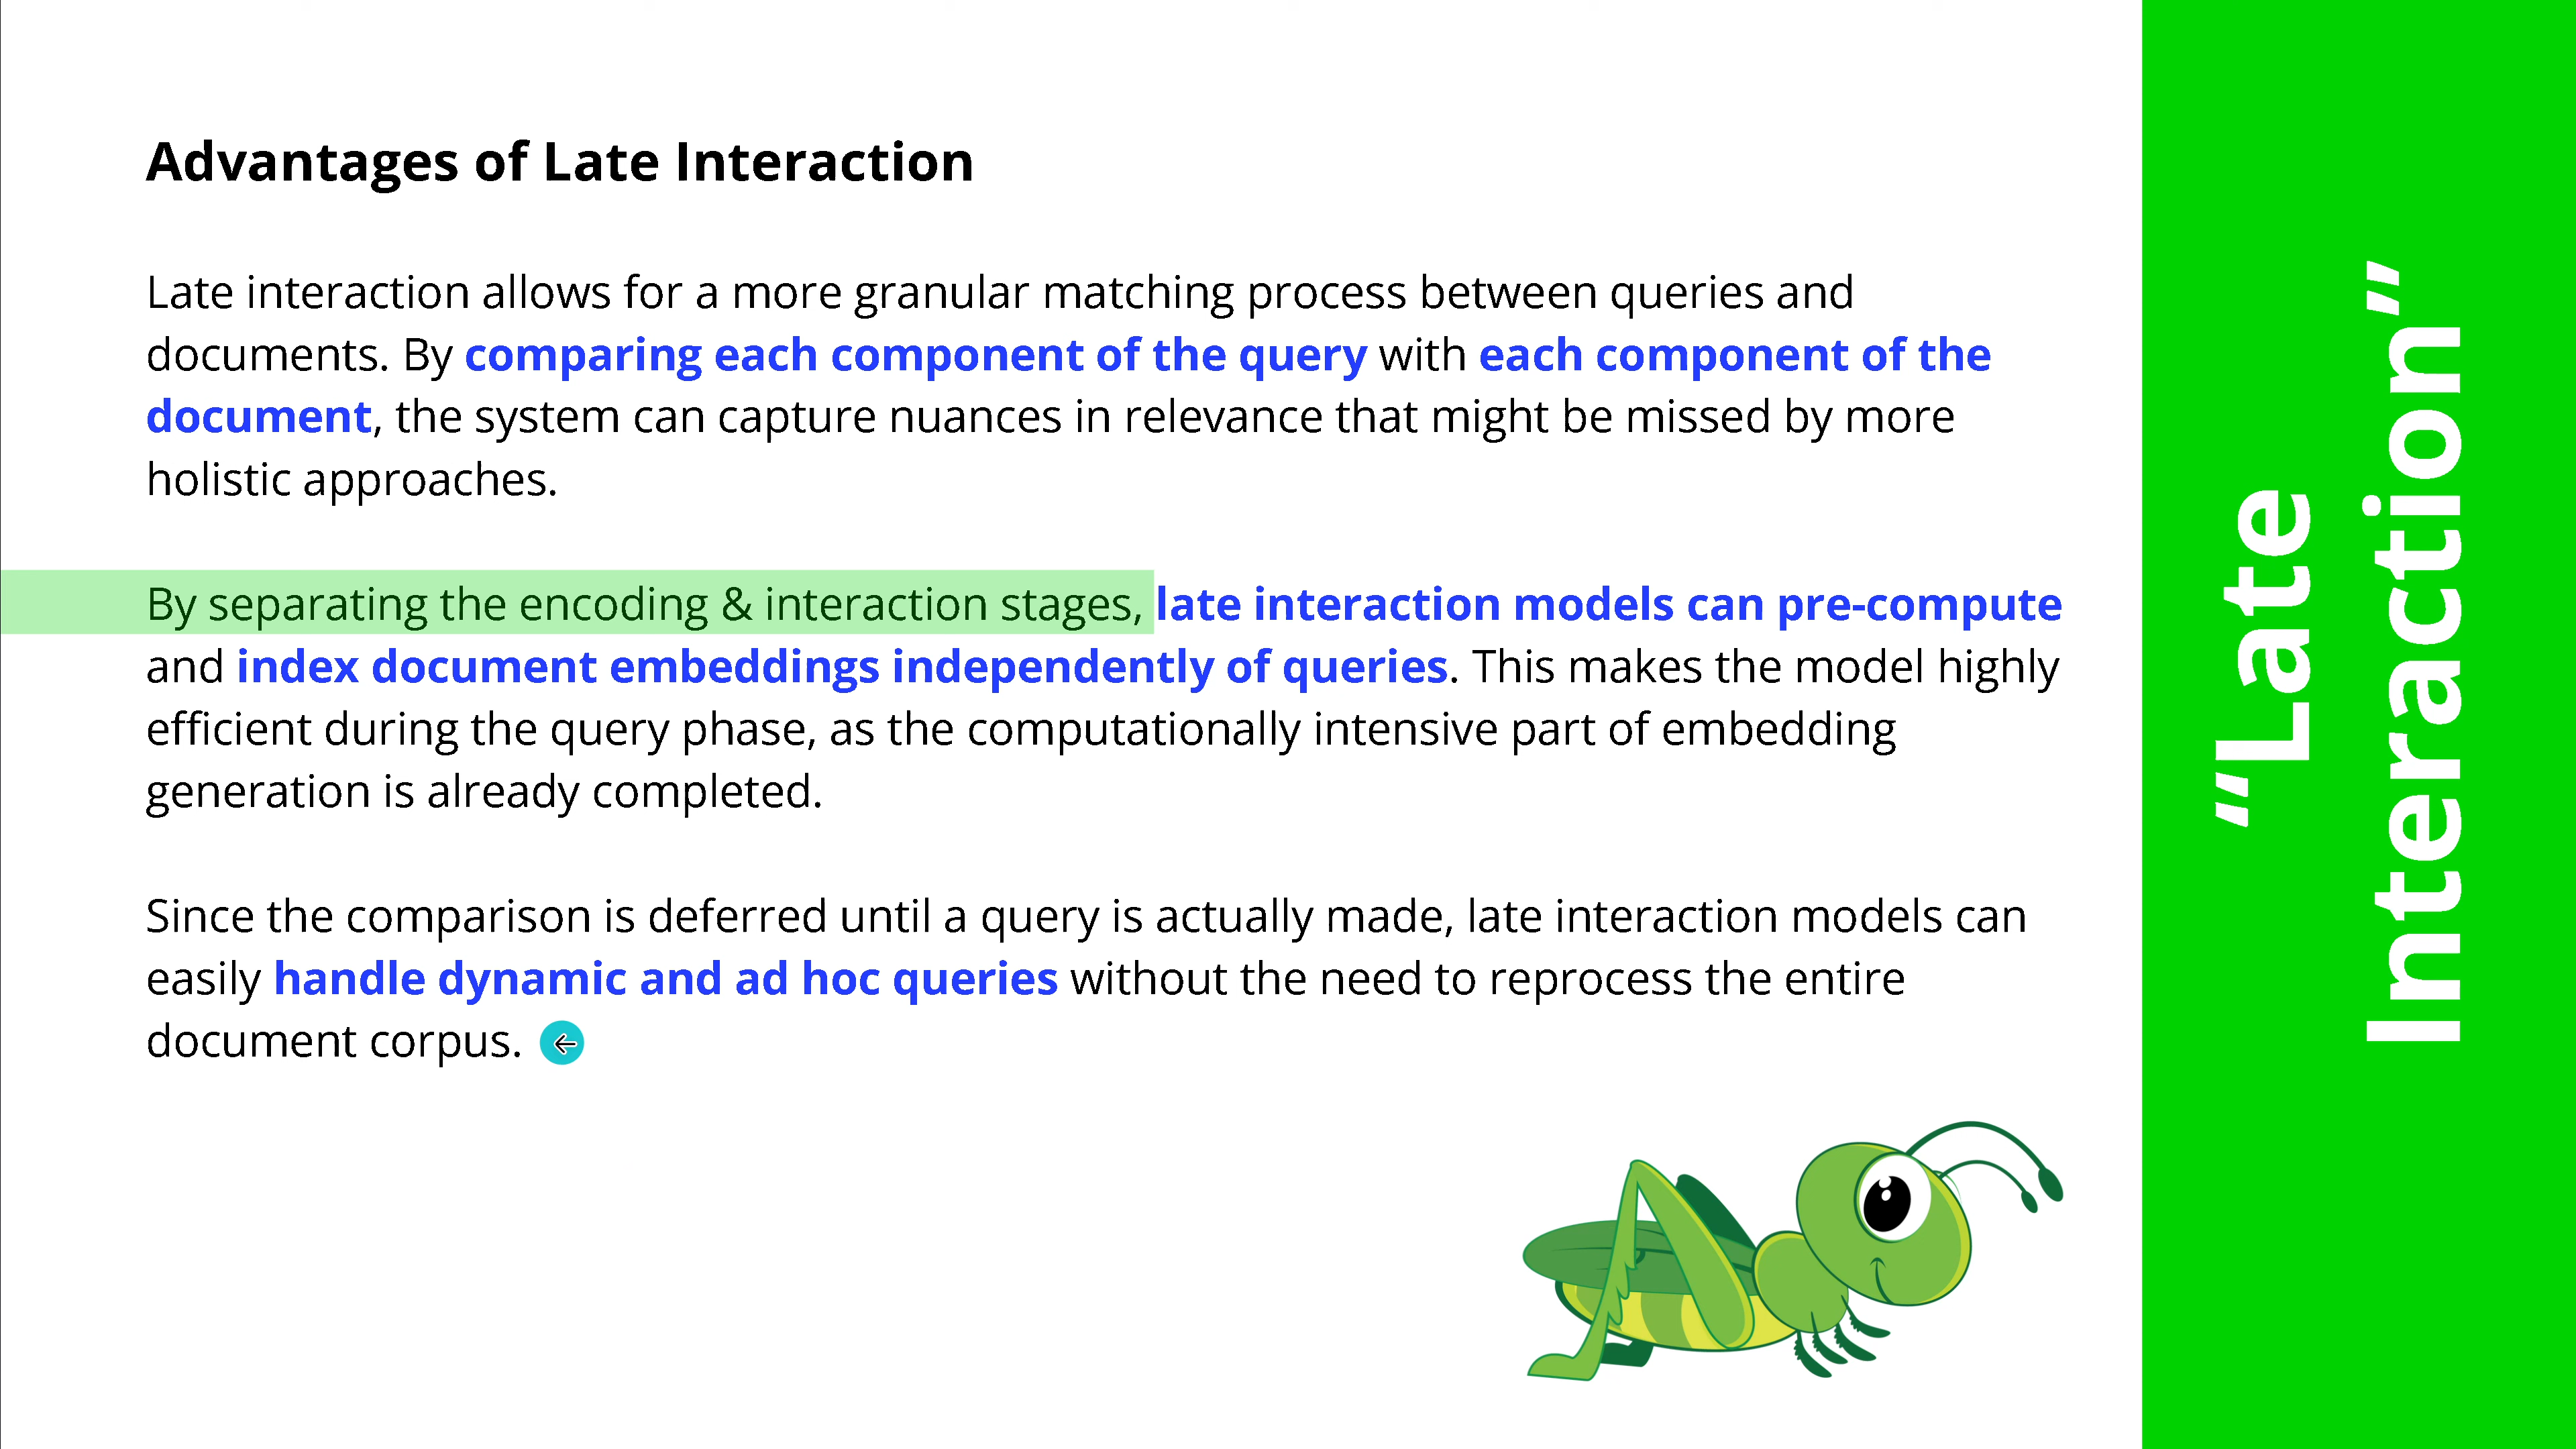 Advantages of Late Interaction
Late interaction allows for a more granular matching process between queries and
documents. By comparing each component of the query with each component of the
document, the system can capture nuances in relevance that might be missed by more
holistic approaches.
By separating the encoding & interaction stages, late interaction models can pre-compute
and index document embeddings independently of queries. This makes the model highly
efficient during the query phase, as the computationally intensive part of embedding
generation is already completed.
Since the comparison is deferred until a query is actually made, late interaction models can
easily handle dynamic and ad hoc queries without the need to reprocess the entire
document corpus.
“Late
Interaction”